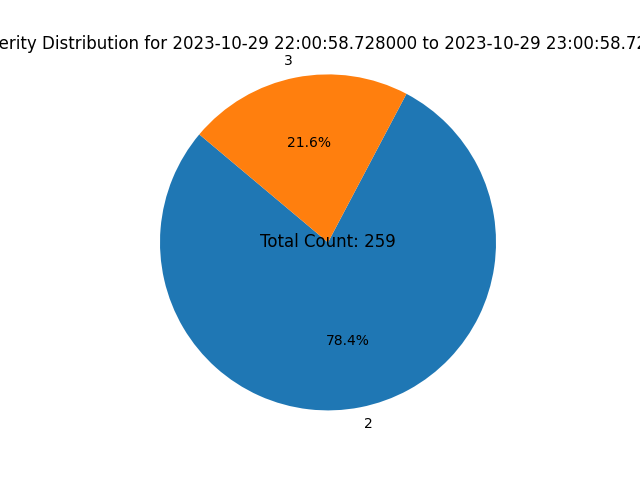 erity Distribution for 2023-10-29 22:00:58.728000 to 2023-10-29 23:00:58.72
3
21.6%
Total Count: 259
78.4%
2